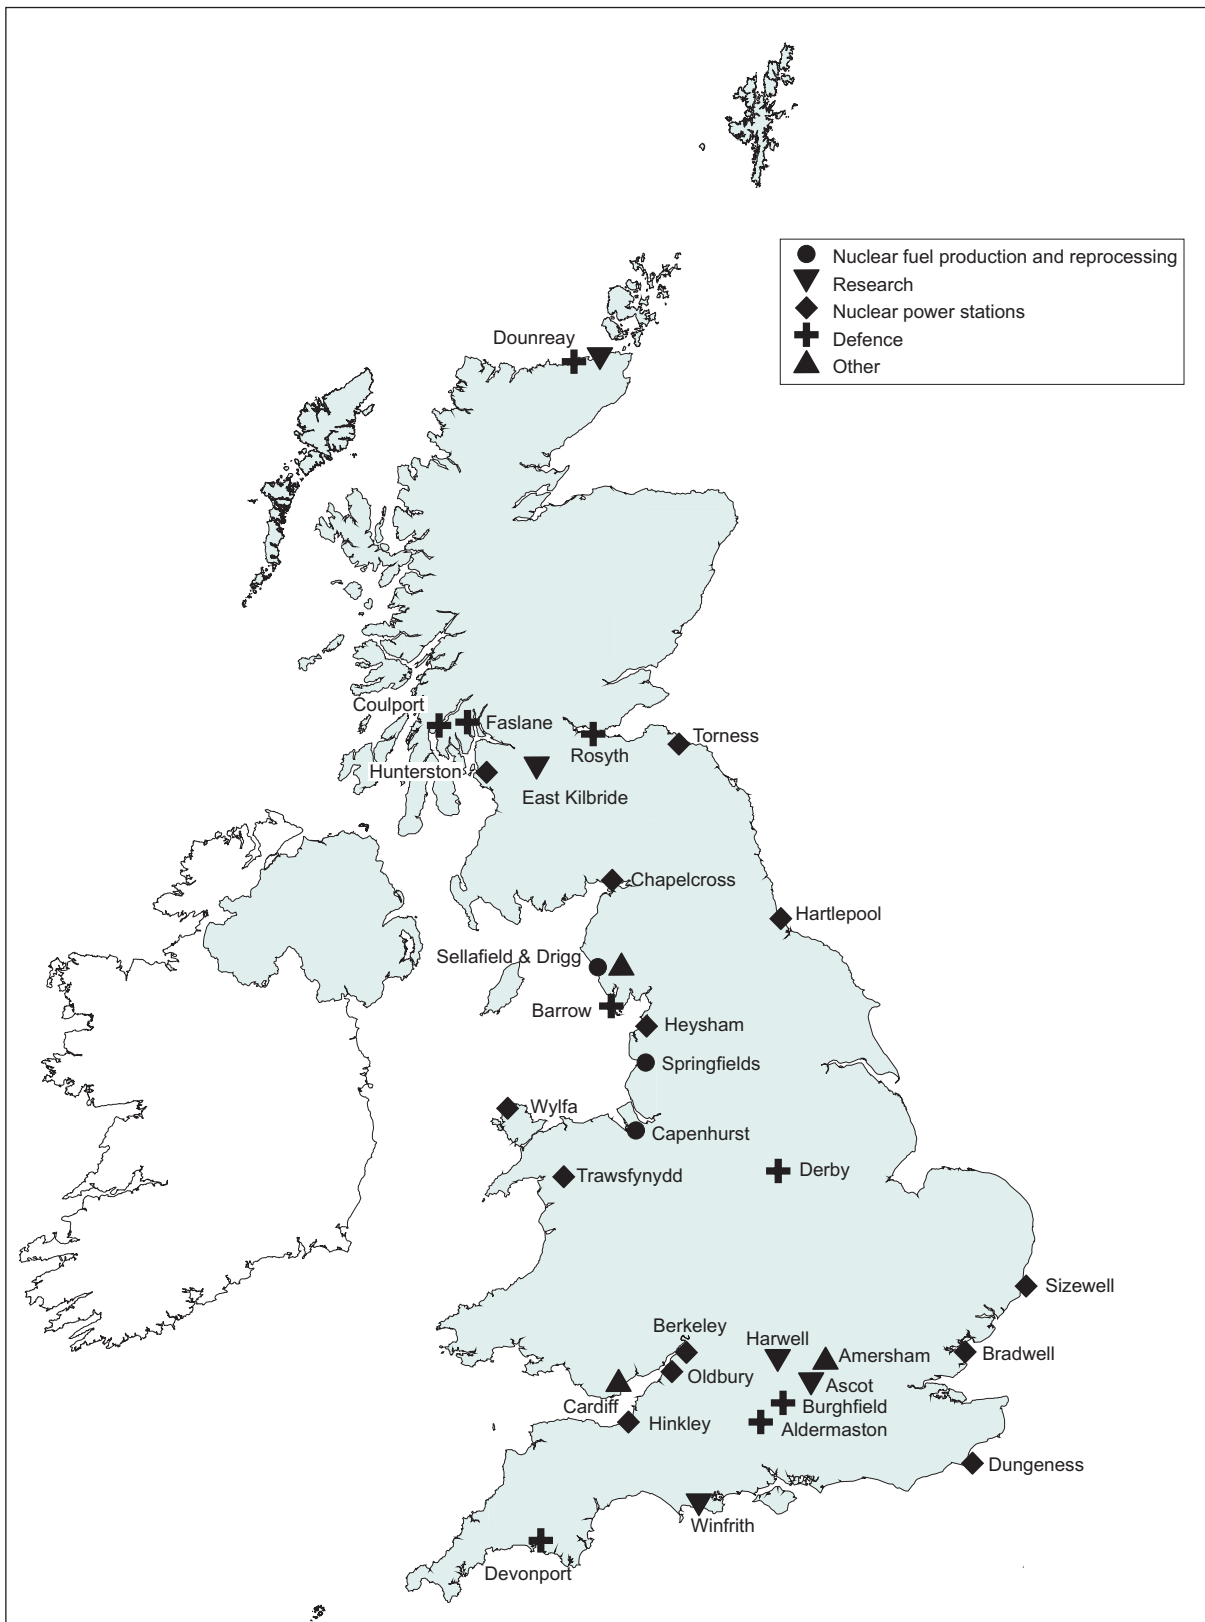 Nuclear fuel production and reprocessing
Research
Nuclear power stations
Defence
Other
Dounreay
Coulport
Faslane
Rosyth
Torness
Hunterston
East Kilbride
Chapelcross
Hartlepool
Sellafield & Drigg
Barrow
Heysham
Springfields
Wylfa
Capenhurst
Derby
Trawsfynydd
Sizewell
Berkeley
Harwell
Amersham
Bradwell
Oldbury
Ascot
Cardiff
Burghfield
Hinkley
Aldermaston
Dungeness
Winfrith
Devonport